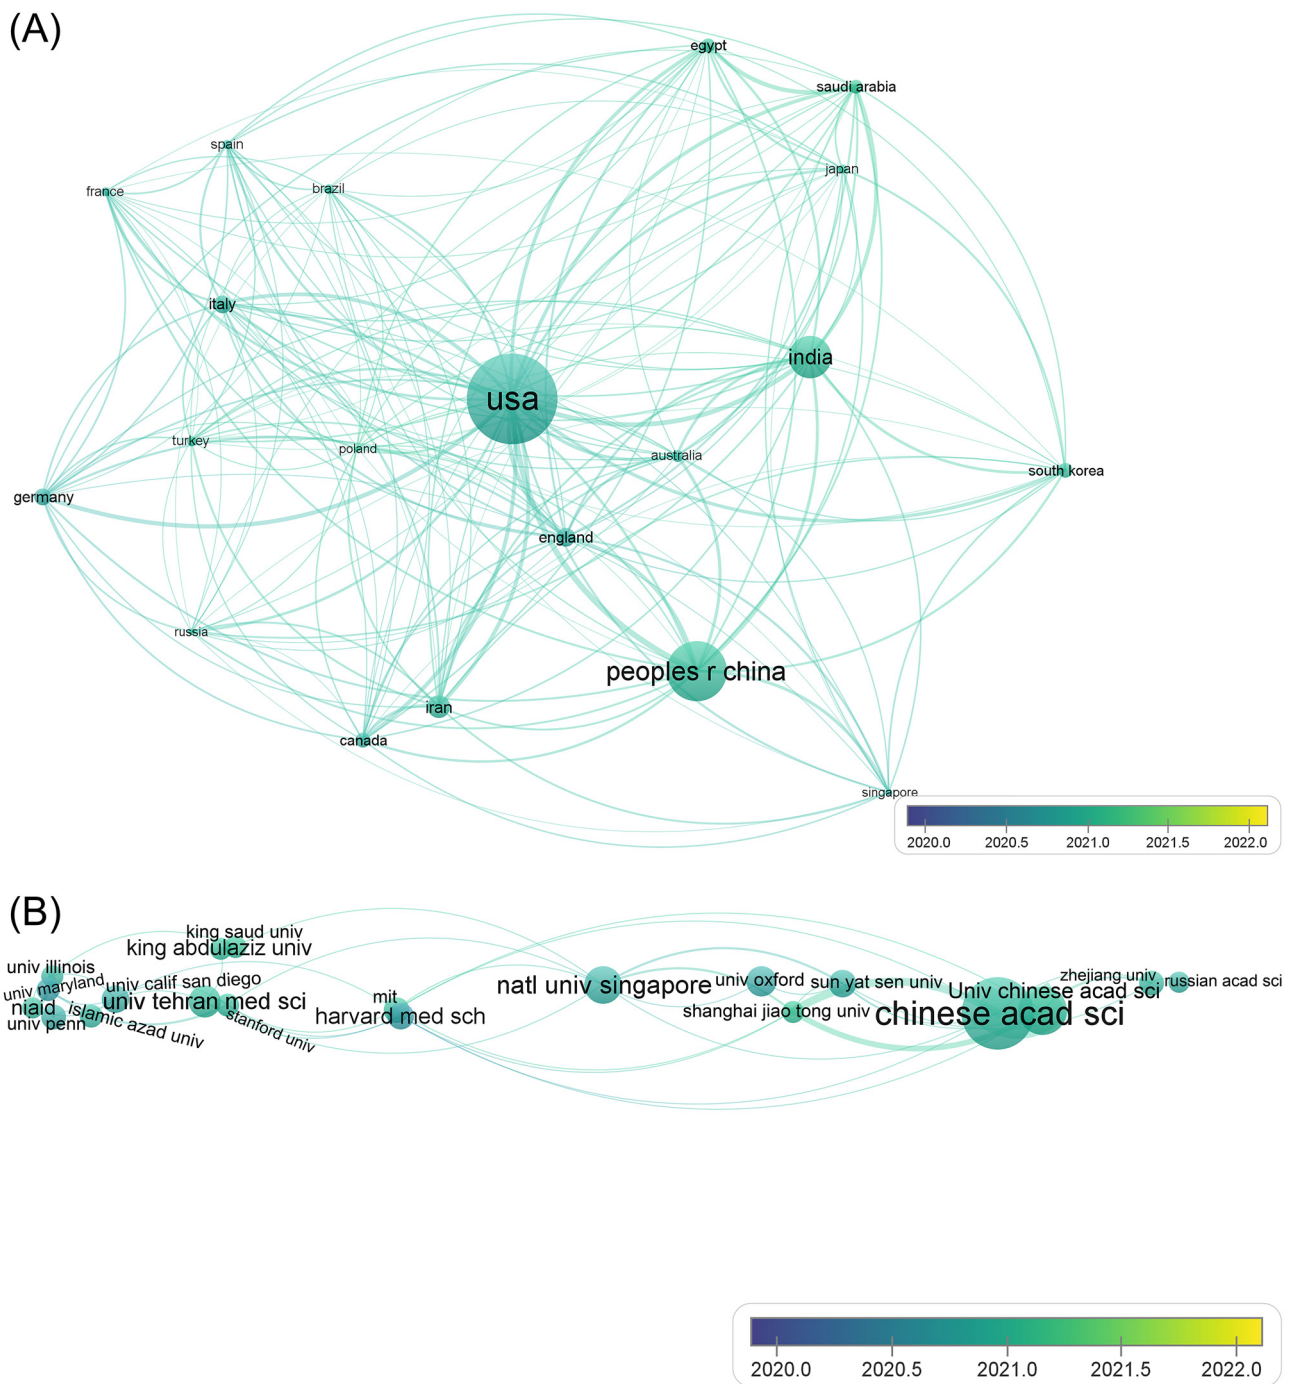 (A)
egypt
saudi arabia
spain
japan
brazil
france
italy
india
usa
turkey
poland
australia
south korea
germany
england
russia
peoples r china
iran
canada
singapore
2020.0 2020.5 2021.0 2021.5 2022.0
(B)
king saud univ
king abdulaziz univ
univ illinois
univ maryland
univ calif san diego
niaid
univ tehran med sci
univ penn
islamic azad univ
stanford univ
mit
harvard med sch
natl univ singapore
univ oxford
sun yat sen univ
shanghai jiao tong univ
zhejiang univ
russian acad sci
Univ chinese acad sci
chinese acad sci
2020.0 2020.5 2021.0 2021.5 2022.0